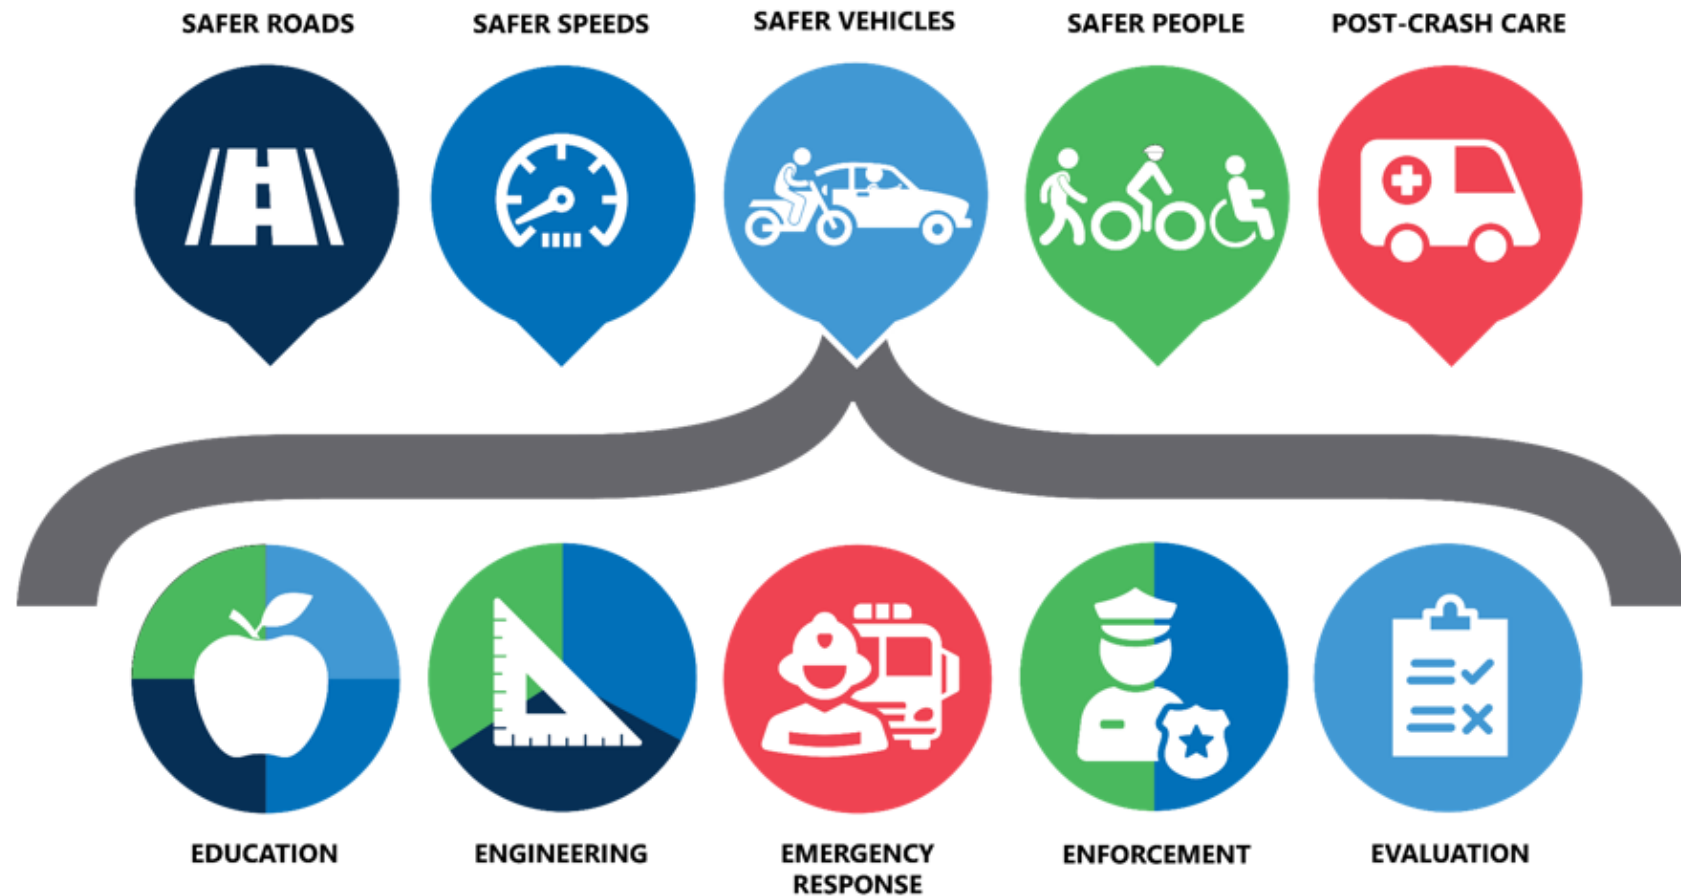 SAFER ROADS
SAFER SPEEDS
SAFER VEHICLES
SAFER PEOPLE
POST-CRASH CARE
EDUCATION
ENGINEERING
EMERGENCY
RESPONSE
ENFORCEMENT
EVALUATION